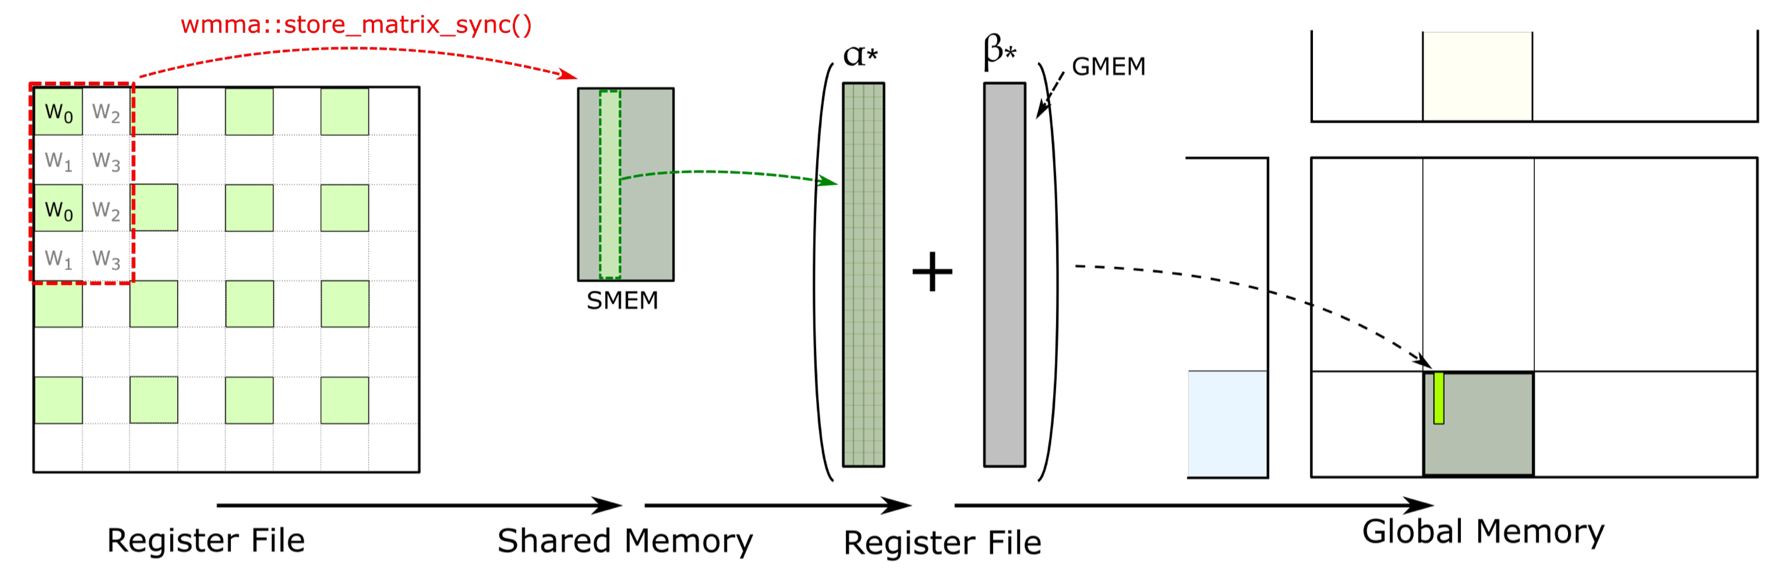 wmma::store_matrix_sync()
α* β*
GMEM
W0 W2
W1 W3
W0 W2
W1 W3
+
SMEM
Register File
Shared Memory
Register File
Global Memory